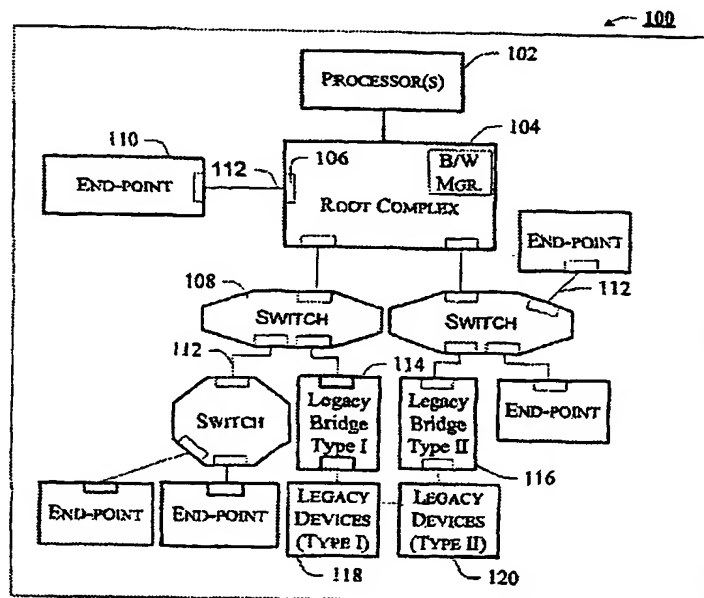 100
102
PROCESSOR(S)
104
110
106
B/W
MGR.
112
END-POINT
ROOT COMPLEX
END-POINT
108
SWITCH
SWITCH
112
112
114
SWITCH
Legacy
Bridge
Type I
Legacy
Bridge
Type II
END-POINT
116
END-POINT
END-POINT
LEGACY
DEVICES
(TYPE I)
LEGACY
DEVICES
(TYPE II)
118
120